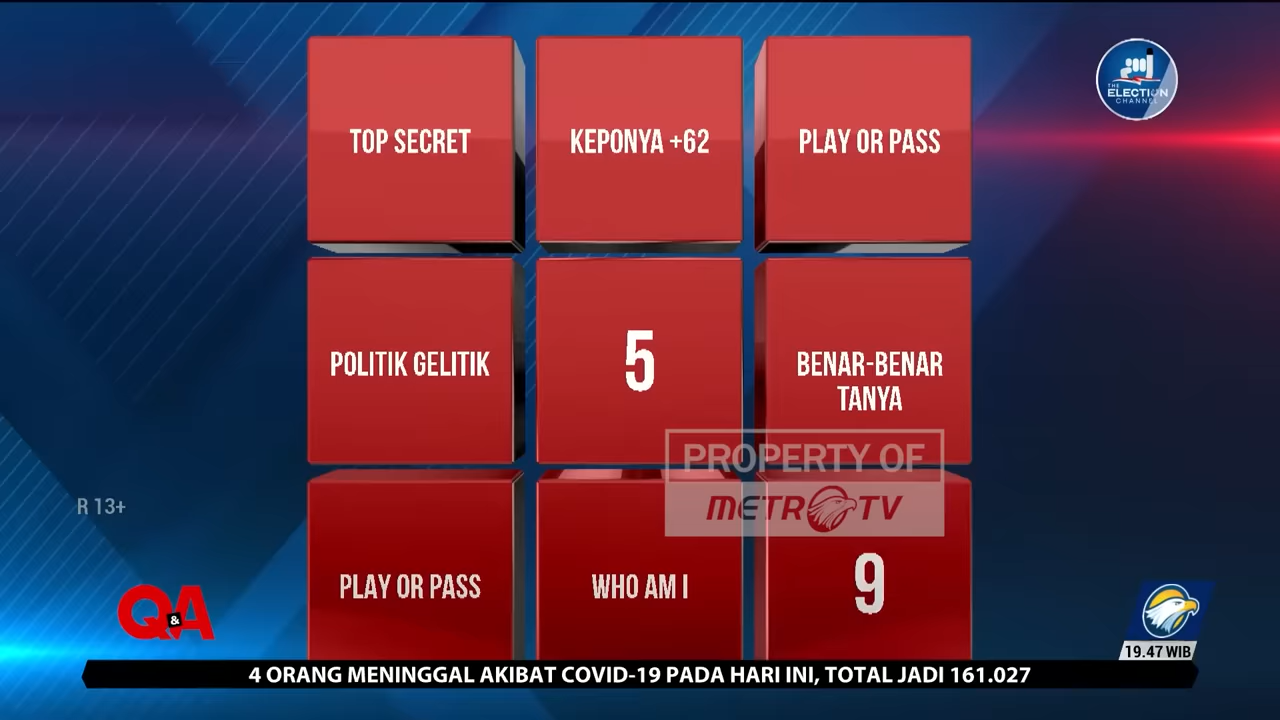 TOP SECRET
KEPONYA +62
PLAY OR PASS
THE
ELECTION
CHANNEL
POLITIK GELITIK
5
BENAR-BENAR
TANYA
PROPERTY OF
METRO TV
R 13+
PLAY OR PASS
WHO AM I
9
Q&A
19.47 WIB
4 ORANG MENINGGAL AKIBAT COVID-19 PADA HARI INI, TOTAL JADI 161.027